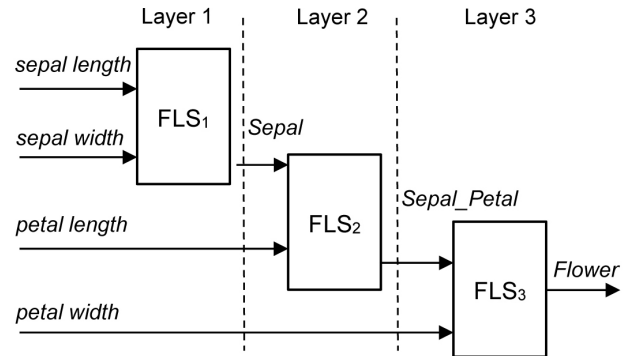 Layer 1 Layer 2 Layer 3
sepal length
FLS₁
sepal width
Sepal
petal length
FLS₂
Sepal_Petal
Flower
FLS₃
petal width